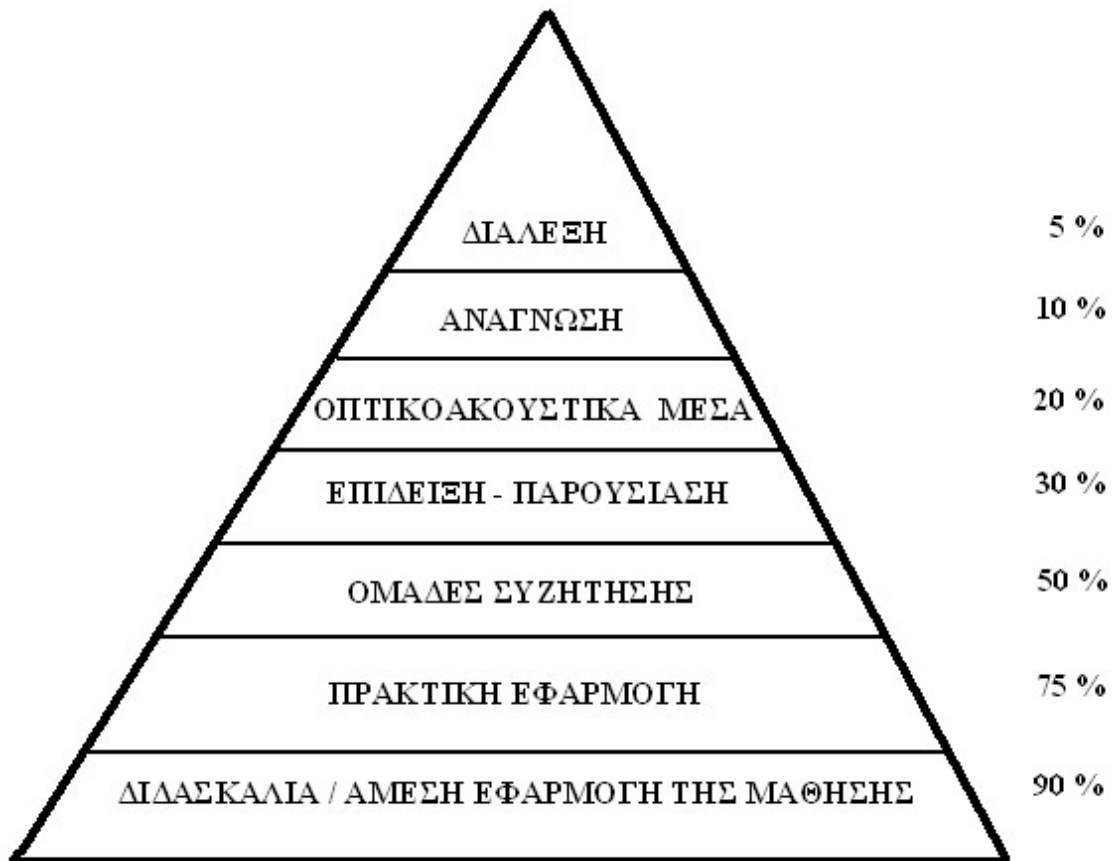 ΔΙΑΛΕΞΗ 5 %
ΑΝΑΓΝΩΣΗ 10 %
ΟΠΤΙΚΟΑΚΟΥΣΤΙΚΑ ΜΕΣΑ 20 %
ΕΠΙΔΕΙΞΗ - ΠΑΡΟΥΣΙΑΣΗ 30 %
ΟΜΑΔΕΣ ΣΥΖΗΤΗΣΗΣ 50 %
ΠΡΑΚΤΙΚΗ ΕΦΑΡΜΟΓΗ 75 %
ΔΙΔΑΣΚΑΛΙΑ / ΑΜΕΣΗ ΕΦΑΡΜΟΓΗ ΤΗΣ ΜΑΘΗΣΗΣ 90 %